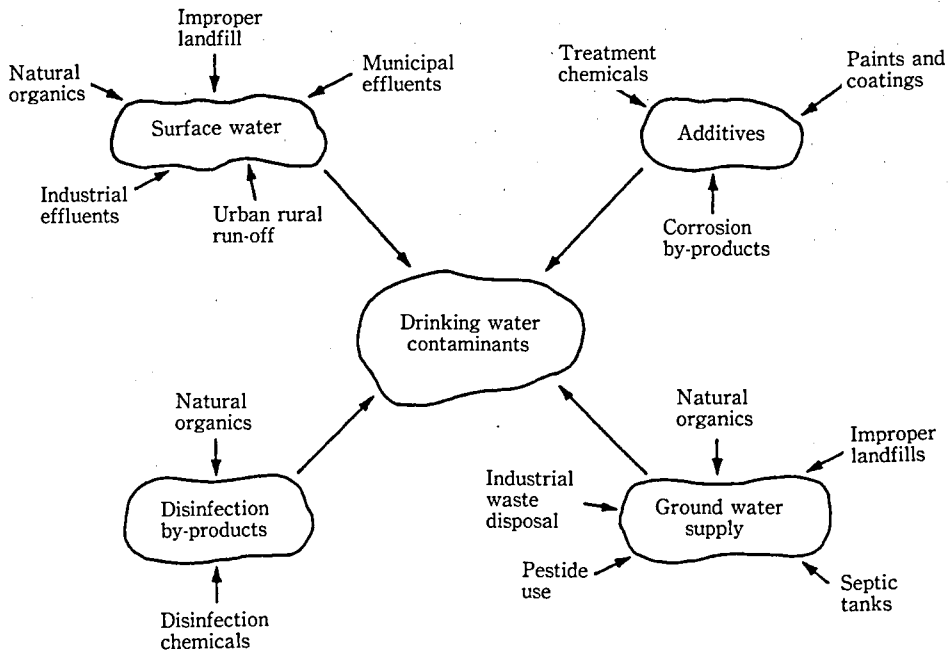 Improper
landfill
Natural
organics
Municipal
effluents
Surface water
Industrial
effluents
Urban rural
run-off
Treatment
chemicals
Paints and
coatings
Additives
Corrosion
by-products
Drinking water
contaminants
Natural
organics
Disinfection
by-products
Disinfection
chemicals
Natural
organics
Improper
landfills
Industrial
waste
disposal
Ground water
supply
Pestide
use
Septic
tanks